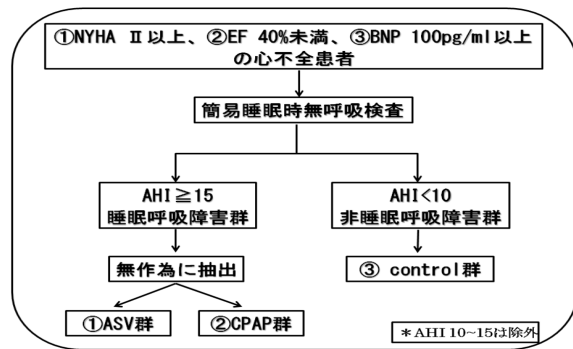 ①NYHA Ⅱ以上、②EF 40%未満、③BNP 100pg/ml以上
の心不全患者
簡易睡眠時無呼吸検査
AHI≧15
睡眠呼吸障害群
AHI<10
非睡眠呼吸障害群
無作為に抽出
③ control群
①ASV群
②CPAP群
＊AHI 10~15は除外